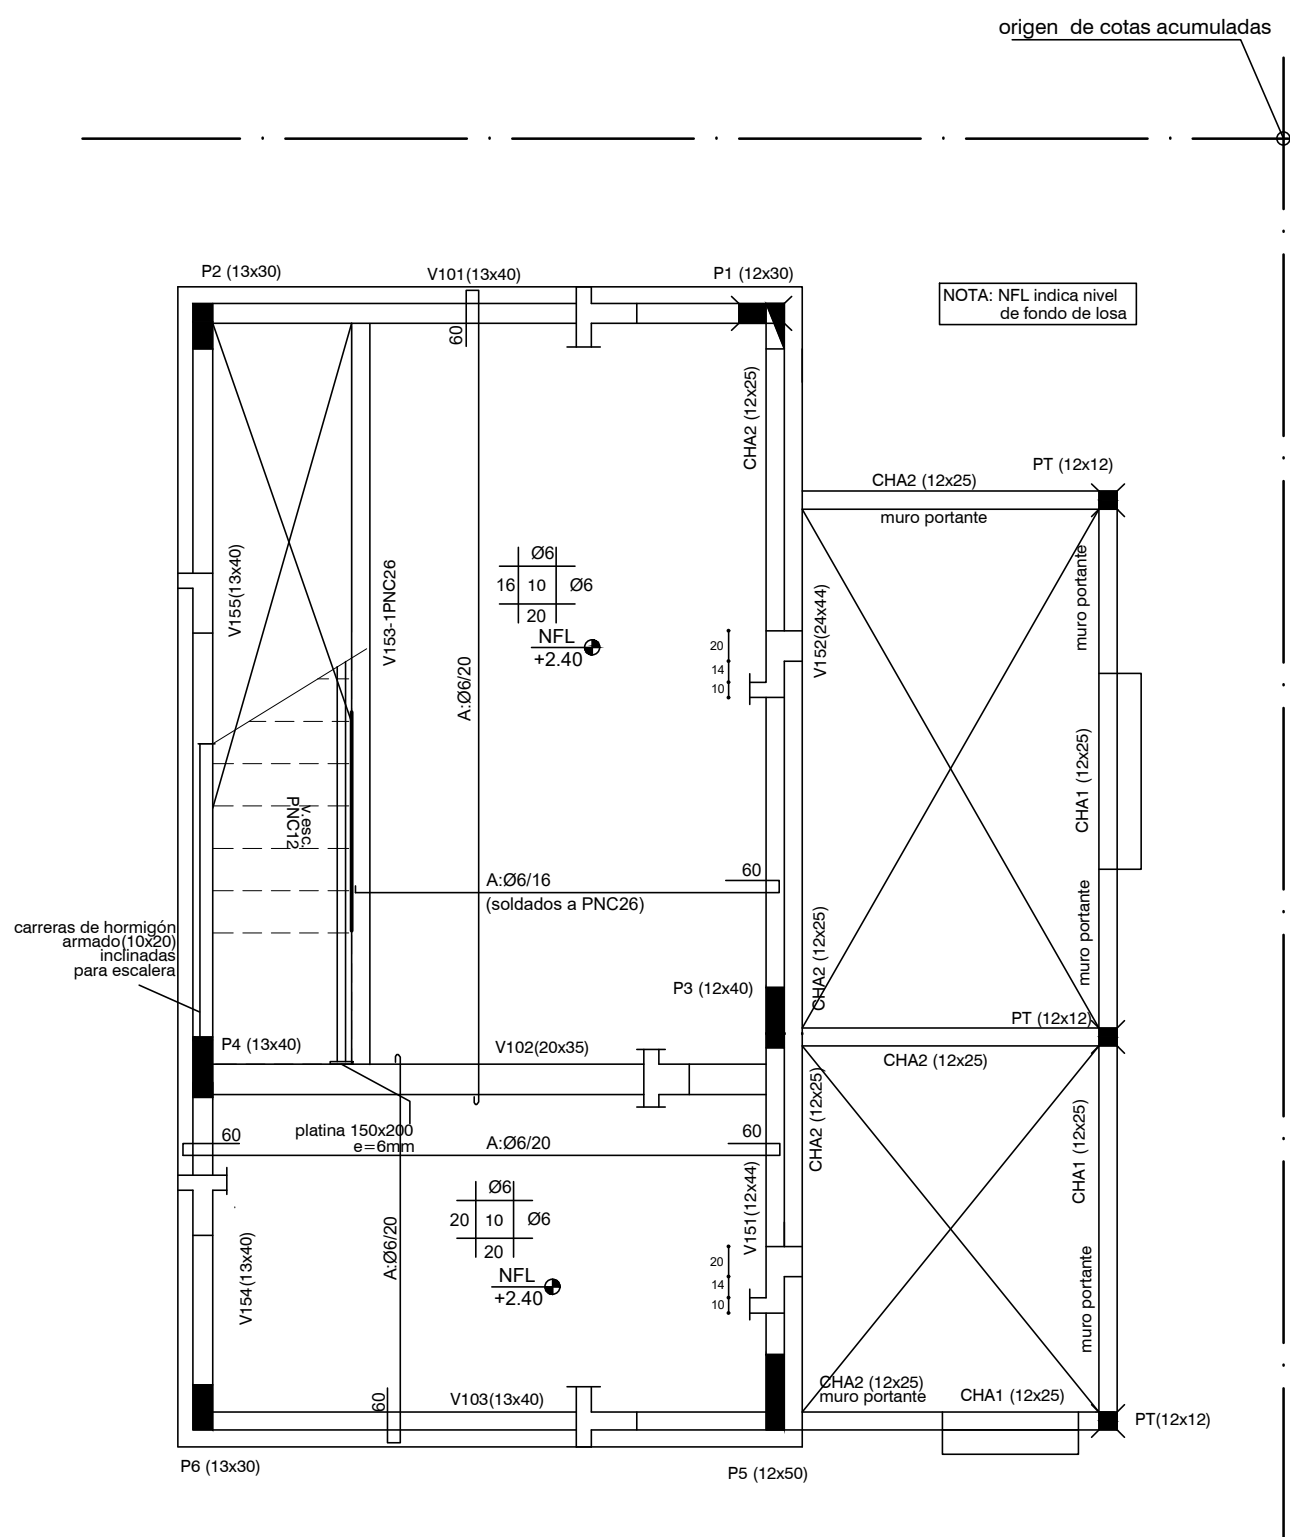 origen de cotas acumuladas
P2 (13x30)
V101(13x40)
P1 (12x30)
NOTA: NFL indica nivel
de fondo de losa
60
CHA2 (12x25)
PT (12x12)
CHA2 (12x25)
muro portante
muro portante
V155(13x40)
V153-1PNC26
Ø6
16
10
Ø6
20
NFL
+2.40
A:Ø6/20
20
14
10
V152(24x44)
CHA1 (12x25)
muro portante
v.esc.
PNC12
A:Ø6/16
(soldados a PNC26)
60
carreras de hormigón
armado(10x20)
inclinadas
para escalera
CHA2 (12x25)
P3 (12x40)
PT (12x12)
P4 (13x40)
V102(20x35)
CHA2 (12x25)
CHA2 (12x25)
CHA1 (12x25)
60
platina 150x200
e=6mm
A:Ø6/20
60
V151(12x44)
Ø6
20
10
Ø6
20
NFL
+2.40
A:Ø6/20
V154(13x40)
20
14
10
muro portante
60
V103(13x40)
CHA2 (12x25)
muro portante
CHA1 (12x25)
PT(12x12)
P6 (13x30)
P5 (12x50)